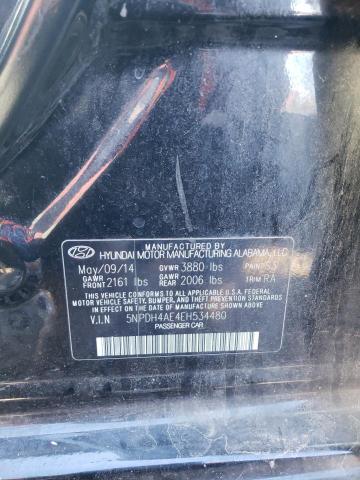 MANUFACTURED BY
HYUNDAI MOTOR MANUFACTURING ALABAMA, LLC
May/09/14 GVWR 3880 lbs PAINT S3
GAWR FRONT 2161 lbs GAWR REAR 2006 lbs TRIM RA
THIS VEHICLE CONFORMS TO ALL APPLICABLE U.S.A. FEDERAL
MOTOR VEHICLE SAFETY, BUMPER, AND THEFT PREVENTION
STANDARDS IN EFFECT ON THE DATE OF MANUFACTURE
SHOWN ABOVE.
V.I.N 5NPDH4AE4EH534480
PASSENGER CAR